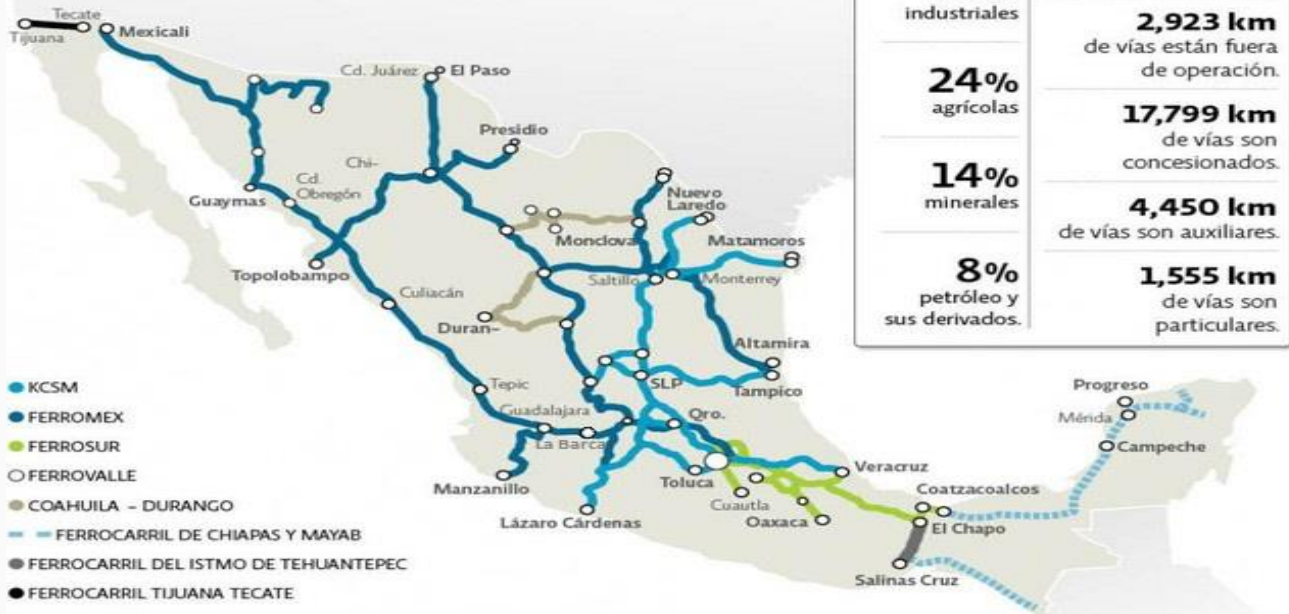 Tecate
Tijuana
Mexicali
Cd. Juárez
El Paso
Presidio
Chi-
Cd.
Obregón
Guaymas
Nuevo
Laredo
Monclova
Matamoros
Topolobampo
Saltillo
Monterrey
Culiacán
Duran-
Altamira
Tepic
SLP
Tampico
Guadalajara
Qro.
La Barca
Manzanillo
Toluca
Veracruz
Cuautla
Lázaro Cárdenas
Oaxaca
Coatzacoalcos
El Chapo
Salinas Cruz
Progreso
Mérida
Campeche
industriales
24%
agrícolas
14%
minerales
8%
petróleo y
sus derivados.
2,923 km
de vías están fuera
de operación.
17,799 km
de vías son
concesionados.
4,450 km
de vías son auxiliares.
1,555 km
de vías son
particulares.
KCSM
FERROMEX
FERROSUR
FERROVALLE
COAHUILA – DURANGO
FERROCARRIL DE CHIAPAS Y MAYAB
FERROCARRIL DEL ISTMO DE TEHUANTEPEC
FERROCARRIL TIJUANA TECATE